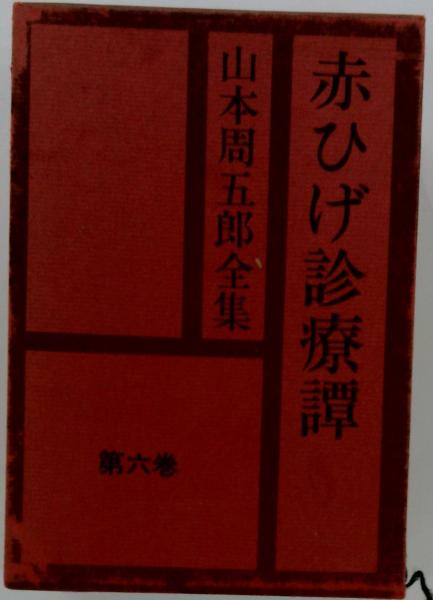 赤ひげ診療譚
山本周五郎全集
第六巻